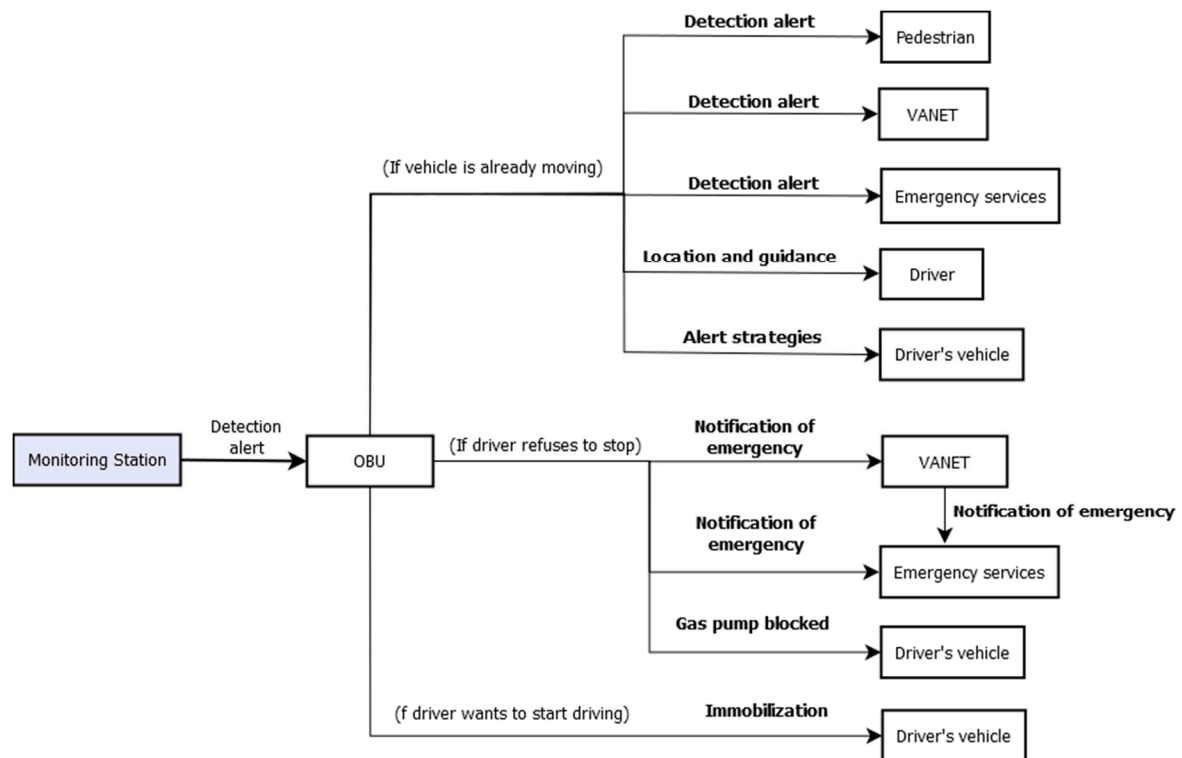 Detection alert
Pedestrian
Detection alert
VANET
(If vehicle is already moving)
Detection alert
Emergency services
Location and guidance
Driver
Alert strategies
Driver's vehicle
Monitoring Station
Detection
alert
OBU
(If driver refuses to stop)
Notification of
emergency
VANET
Notification of emergency
Notification of
emergency
Emergency services
Gas pump blocked
Driver's vehicle
(f driver wants to start driving)
Immobilization
Driver's vehicle